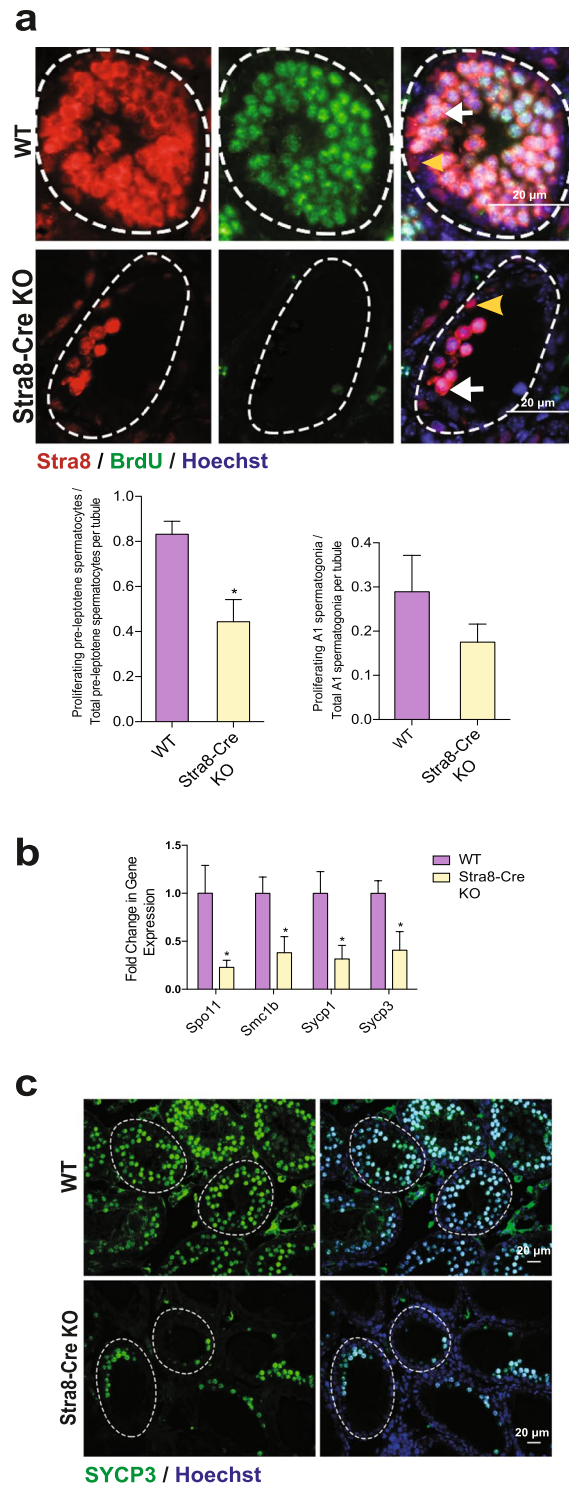 a
WT
20 µm
Stra8-Cre KO
20 µm
Stra8 / BrdU / Hoechst
Proliferating pre-leptotene spermatocytes /
Total pre-leptotene spermatocytes per tubule
1.0
0.8
0.6
0.4
0.2
0.0
*
WT
Stra8-Cre
KO
Proliferating A1 spermatogonia /
Total A1 spermatogonia per tubule
0.4
0.3
0.2
0.1
0.0
WT
Stra8-Cre
KO
b
Fold Change in Gene
Expression
1.5
1.0
0.5
0.0
*
*
*
*
Spo11
Smc1b
Sycp1
Sycp3
WT
Stra8-Cre
KO
c
WT
20 µm
Stra8-Cre KO
20 µm
SYCP3 / Hoechst